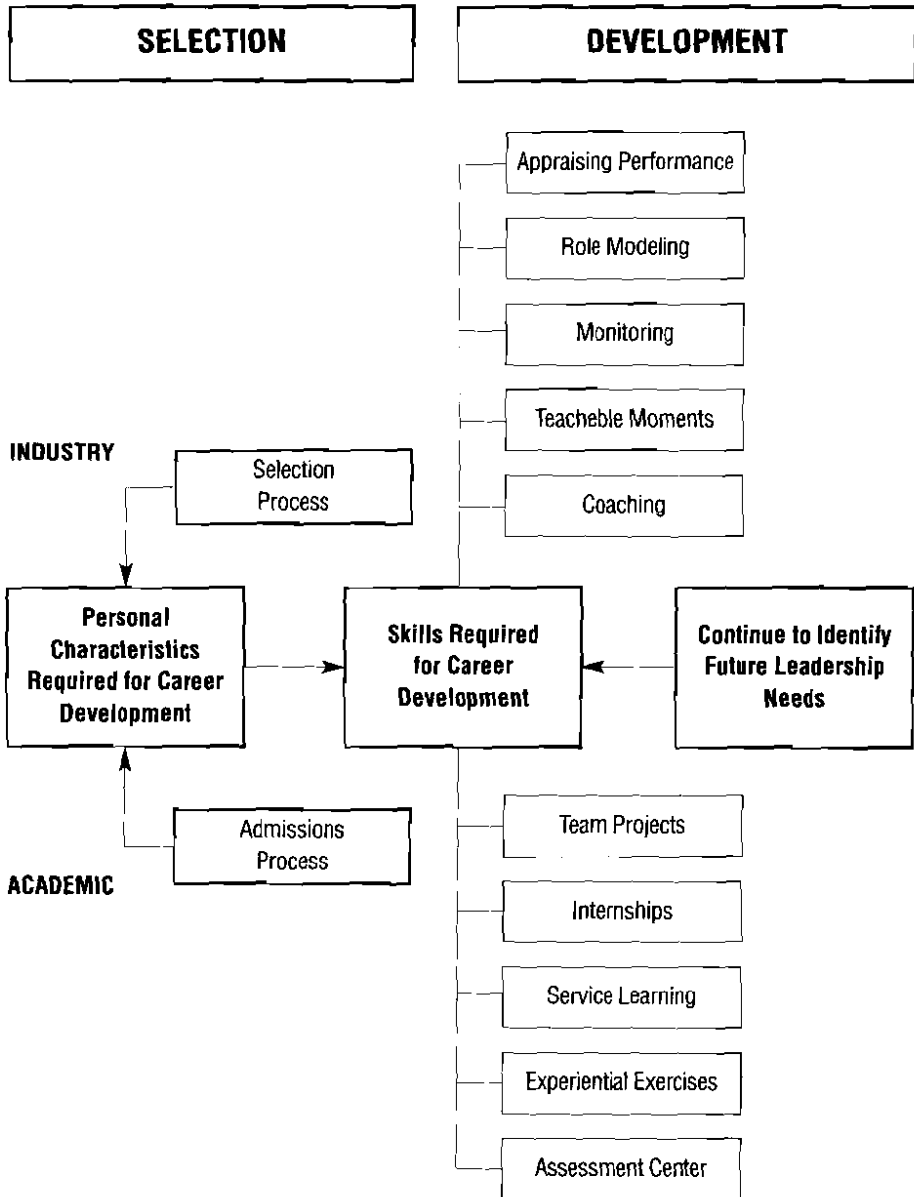 SELECTION
DEVELOPMENT
Appraising Performance
Role Modeling
Monitoring
Teacheble Moments
Coaching
INDUSTRY
Selection
Process
Personal
Characteristics
Required for Career
Development
Skills Required
for Career
Development
Continue to Identify
Future Leadership
Needs
Admissions
Process
ACADEMIC
Team Projects
Internships
Service Learning
Experiential Exercises
Assessment Center